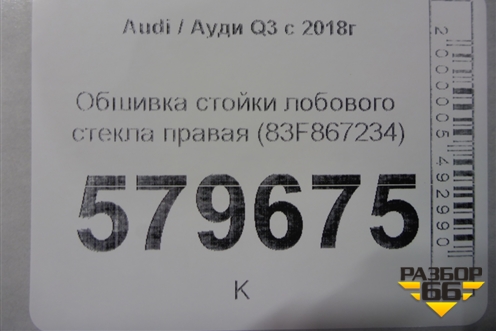 Audi / Ауди Q3 с 2018г
Обшивка стойки лобового
стекла правая (83F867234)
579675
К
2000005492990
РАЗБОР
66